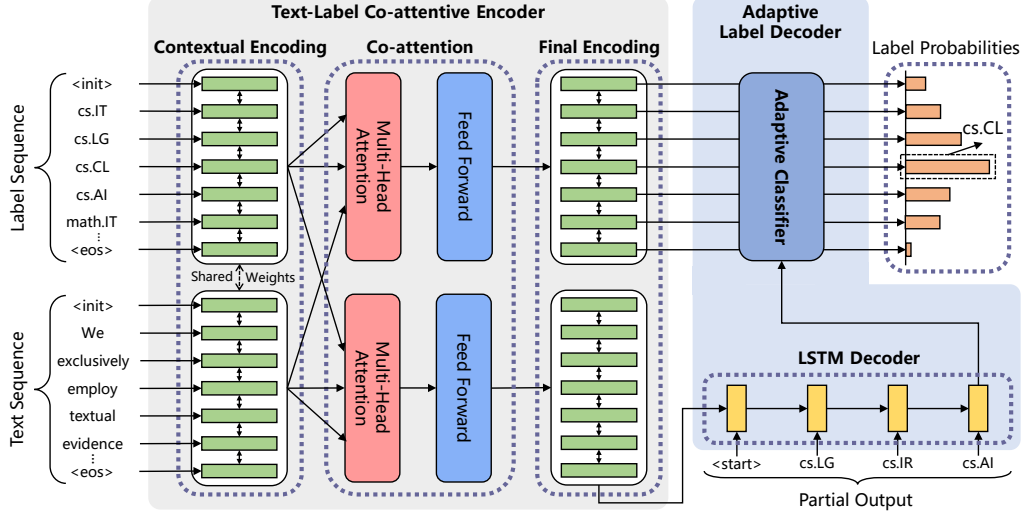 Text-Label Co-attentive Encoder
Adaptive
Label Decoder
Contextual Encoding
Co-attention
Final Encoding
Label Probabilities
Label Sequence
<init>
cs.IT
cs.LG
cs.CL
cs.AI
math.IT
⋮
<eos>
Multi-Head
Attention
Feed Forward
Adaptive Classifier
cs.CL
Shared
Weights
Text Sequence
<init>
We
exclusively
employ
textual
evidence
⋮
<eos>
Multi-Head
Attention
Feed Forward
LSTM Decoder
<start>
cs.LG
cs.IR
cs.AI
Partial Output